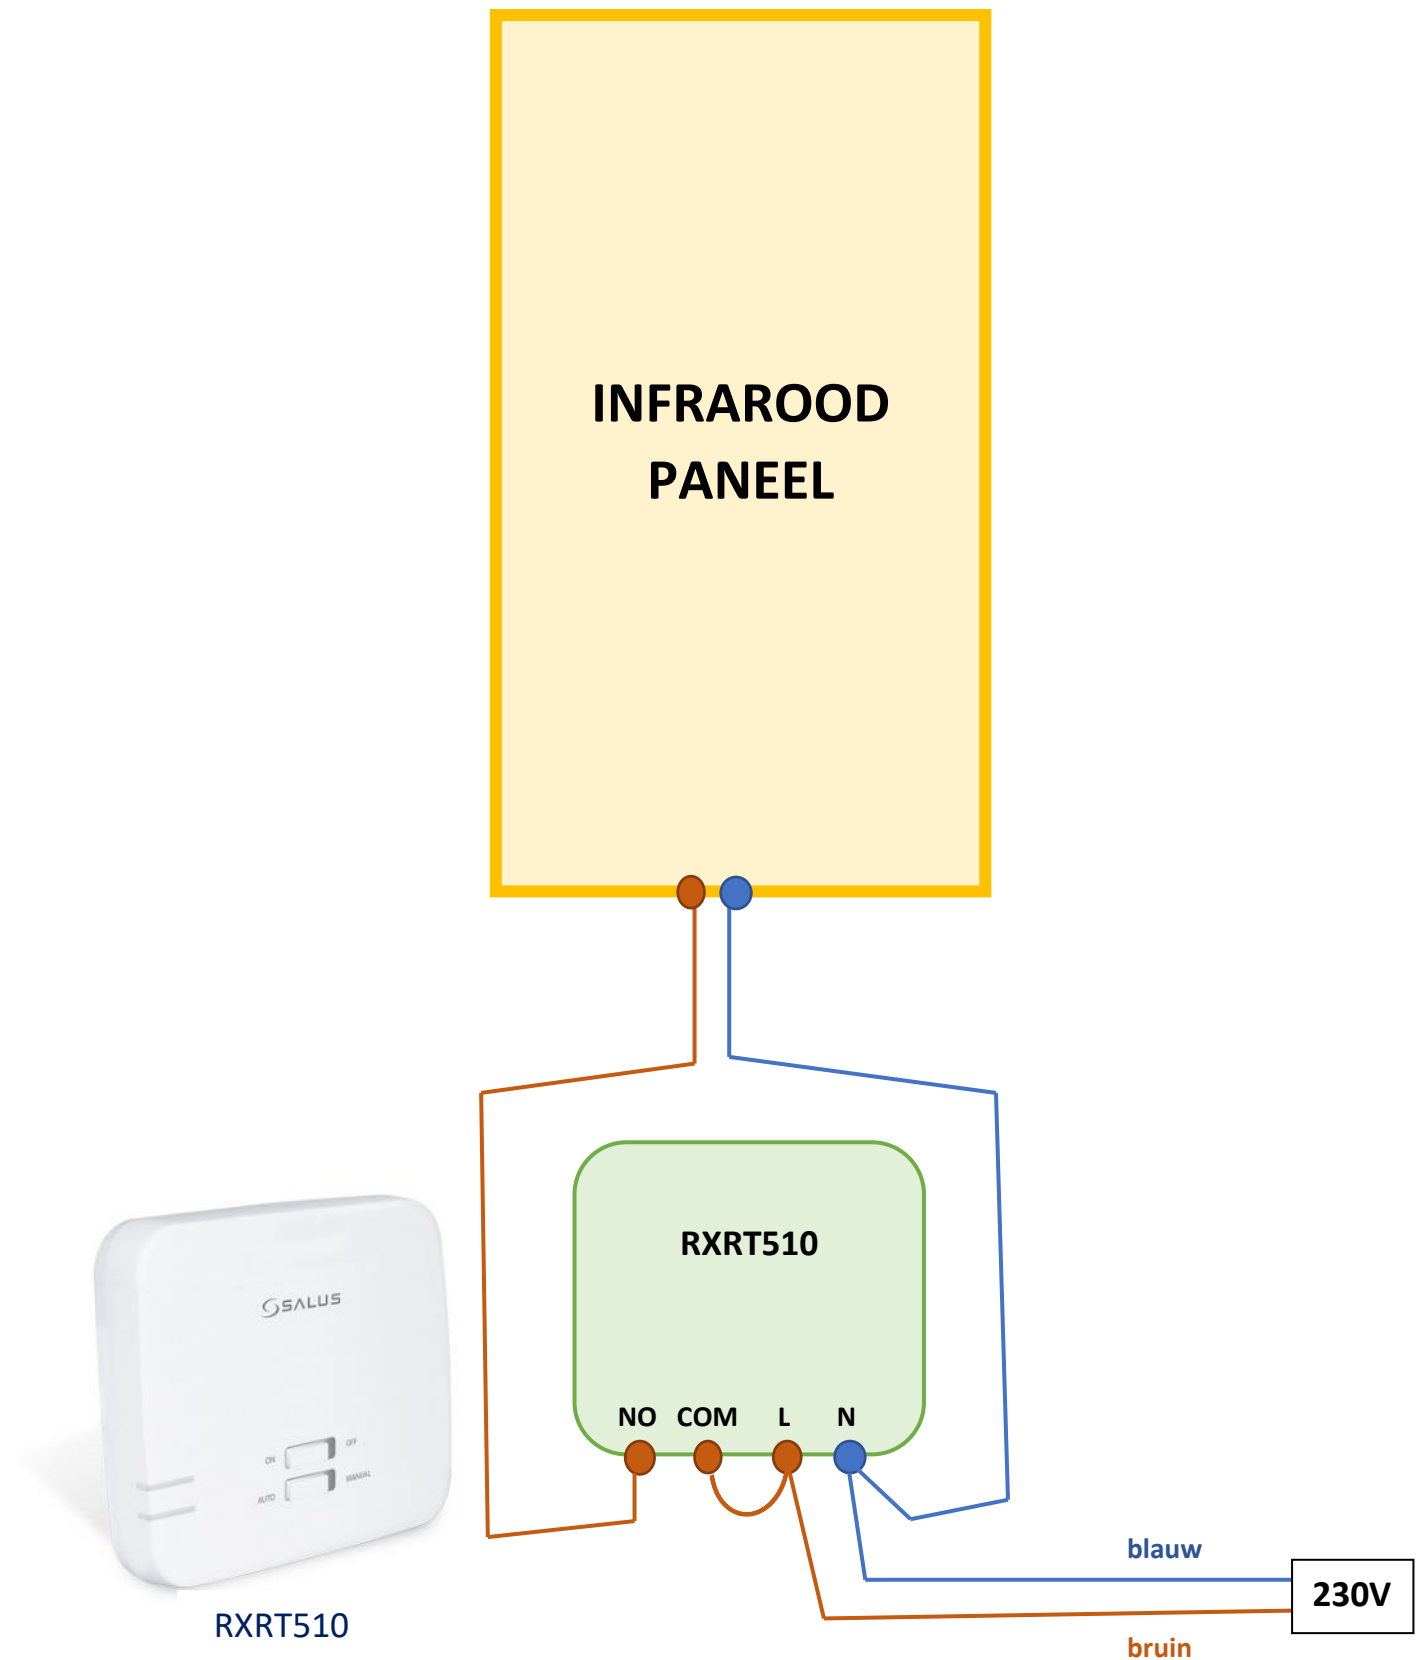 INFRAROOD
PANEEL
RXRT510
SALUS
NO COM L N
ON
OFF
AUTO
MANUAL
blauw
230V
bruin
RXRT510